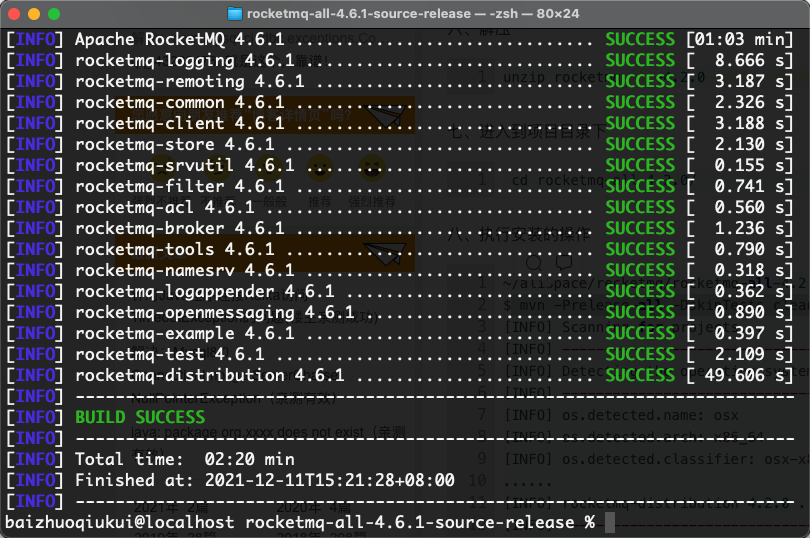 rocketmq-all-4.6.1-source-release — -zsh — 80×24
[INFO] Apache RocketMQ 4.6.1 ............................... SUCCESS [01:03 min]
[INFO] rocketmq-logging 4.6.1 .............................. SUCCESS [  8.666 s]
[INFO] rocketmq-remoting 4.6.1 ............................. SUCCESS [  3.187 s]
[INFO] rocketmq-common 4.6.1 ............................... SUCCESS [  2.326 s]
[INFO] rocketmq-client 4.6.1 ............................... SUCCESS [  3.188 s]
[INFO] rocketmq-store 4.6.1 ................................ SUCCESS [  2.130 s]
[INFO] rocketmq-srvutil 4.6.1 .............................. SUCCESS [  0.155 s]
[INFO] rocketmq-filter 4.6.1 ............................... SUCCESS [  0.741 s]
[INFO] rocketmq-acl 4.6.1 .................................. SUCCESS [  0.560 s]
[INFO] rocketmq-broker 4.6.1 ............................... SUCCESS [  1.236 s]
[INFO] rocketmq-tools 4.6.1 ................................ SUCCESS [  0.790 s]
[INFO] rocketmq-namesrv 4.6.1 .............................. SUCCESS [  0.318 s]
[INFO] rocketmq-logappender 4.6.1 .......................... SUCCESS [  0.352 s]
[INFO] rocketmq-openmessaging 4.6.1 ........................ SUCCESS [  0.890 s]
[INFO] rocketmq-example 4.6.1 .............................. SUCCESS [  0.397 s]
[INFO] rocketmq-test 4.6.1 ................................. SUCCESS [  2.109 s]
[INFO] rocketmq-distribution 4.6.1 ......................... SUCCESS [ 49.606 s]
[INFO] ------------------------------------------------------------------------
[INFO] BUILD SUCCESS
[INFO] ------------------------------------------------------------------------
[INFO] Total time:  02:20 min
[INFO] Finished at: 2021-12-11T15:21:28+08:00
[INFO] ------------------------------------------------------------------------
baizhuoqiukui@localhost rocketmq-all-4.6.1-source-release %